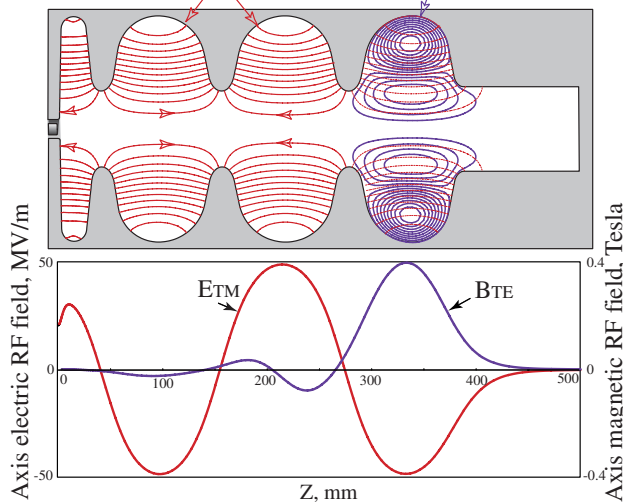 Axis electric RF field, MV/m
50
0
-50
ETM
BTE
0
100
200
300
400
500
0.4
0
-0.4
Axis magnetic RF field, Tesla
Z, mm